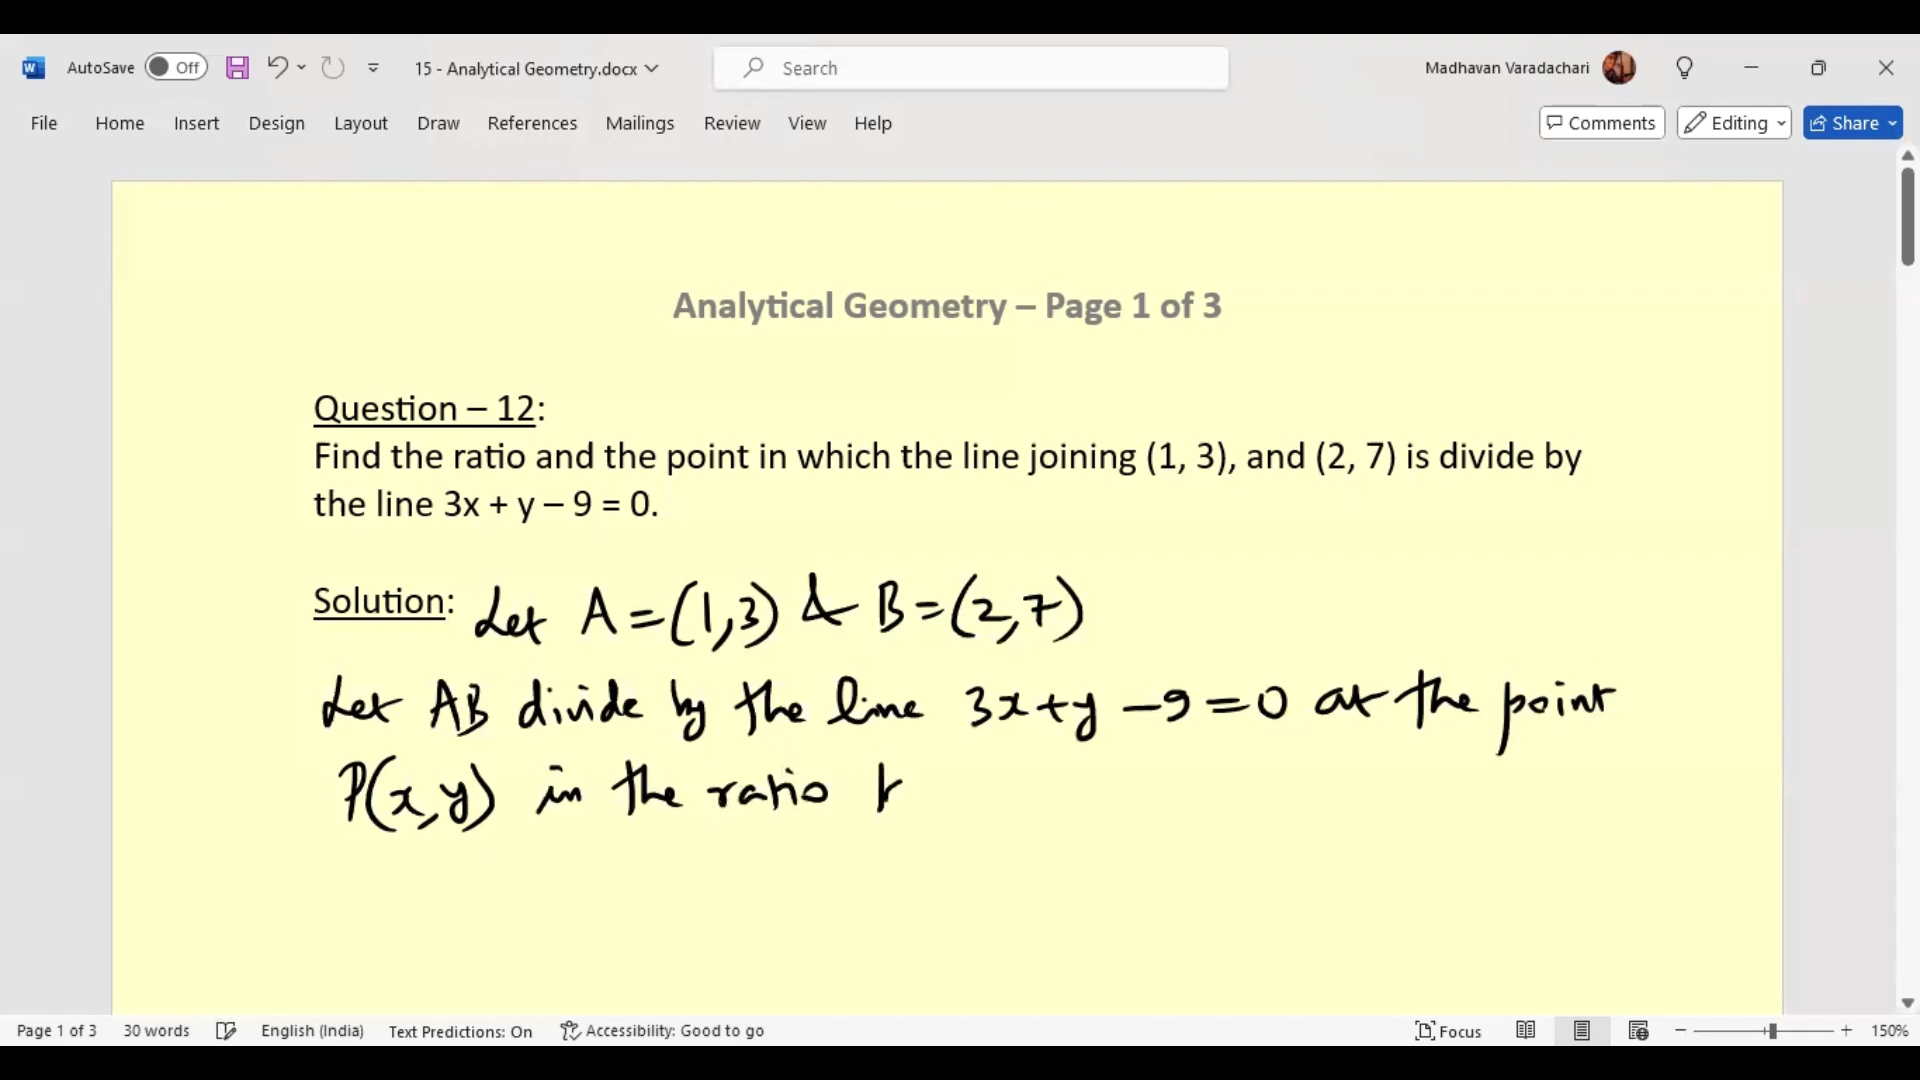 AutoSave Off 15 - Analytical Geometry.docx Search Madhavan Varadachari
File Home Insert Design Layout Draw References Mailings Review View Help Comments Editing Share
Analytical Geometry – Page 1 of 3
Question – 12:
Find the ratio and the point in which the line joining (1, 3), and (2, 7) is divide by
the line 3x + y – 9 = 0.
Solution: Let A = (1,3) & B = (2,7)
Let AB divide by the line 3x+y -9 = 0 at the point
P(x,y) in the ratio
Page 1 of 3 30 words English (India) Text Predictions: On Accessibility: Good to go Focus 150%